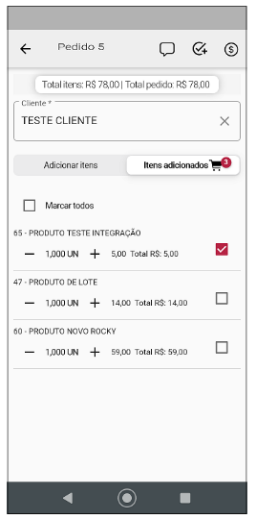 Pedido 5
Total itens: R$ 78,00 | Total pedido: R$ 78,00
Cliente *
TESTE CLIENTE
Adicionar itens
Itens adicionados 3
Marcar todos
65 - PRODUTO TESTE INTEGRAÇÃO
1,000 UN 5,00 Total R$: 5,00
47 - PRODUTO DE LOTE
1,000 UN 14,00 Total R$: 14,00
60 - PRODUTO NOVO ROCKY
1,000 UN 59,00 Total R$: 59,00